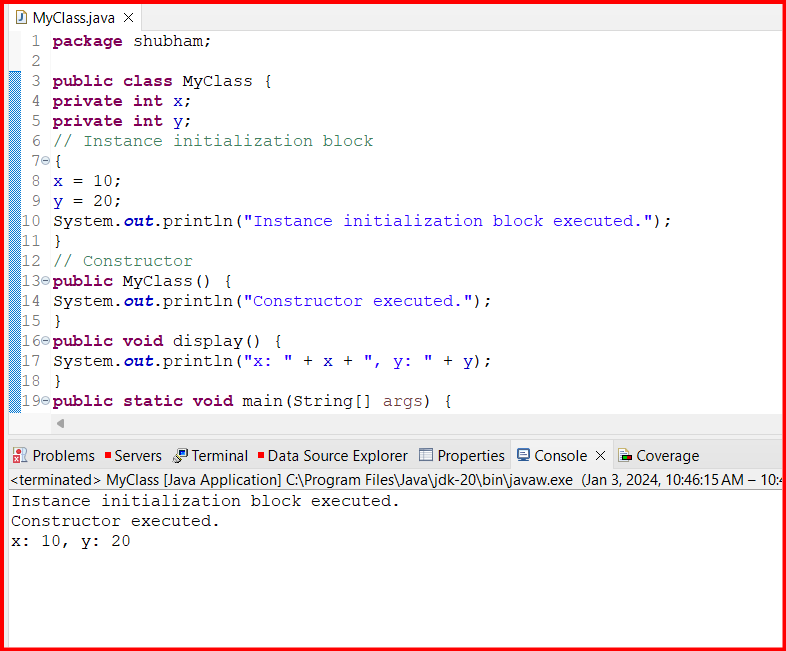 MyClass.java
1 package shubham;
2
3 public class MyClass {
4 private int x;
5 private int y;
6 // Instance initialization block
7 {
8 x = 10;
9 y = 20;
10 System.out.println("Instance initialization block executed.");
11 }
12 // Constructor
13 public MyClass() {
14 System.out.println("Constructor executed.");
15 }
16 public void display() {
17 System.out.println("x: " + x + ", y: " + y);
18 }
19 public static void main(String[] args) {
Problems Servers Terminal Data Source Explorer Properties Console Coverage
<terminated> MyClass [Java Application] C:\Program Files\Java\jdk-20\bin\javaw.exe (Jan 3, 2024, 10:46:15 AM – 10:4
Instance initialization block executed.
Constructor executed.
x: 10, y: 20